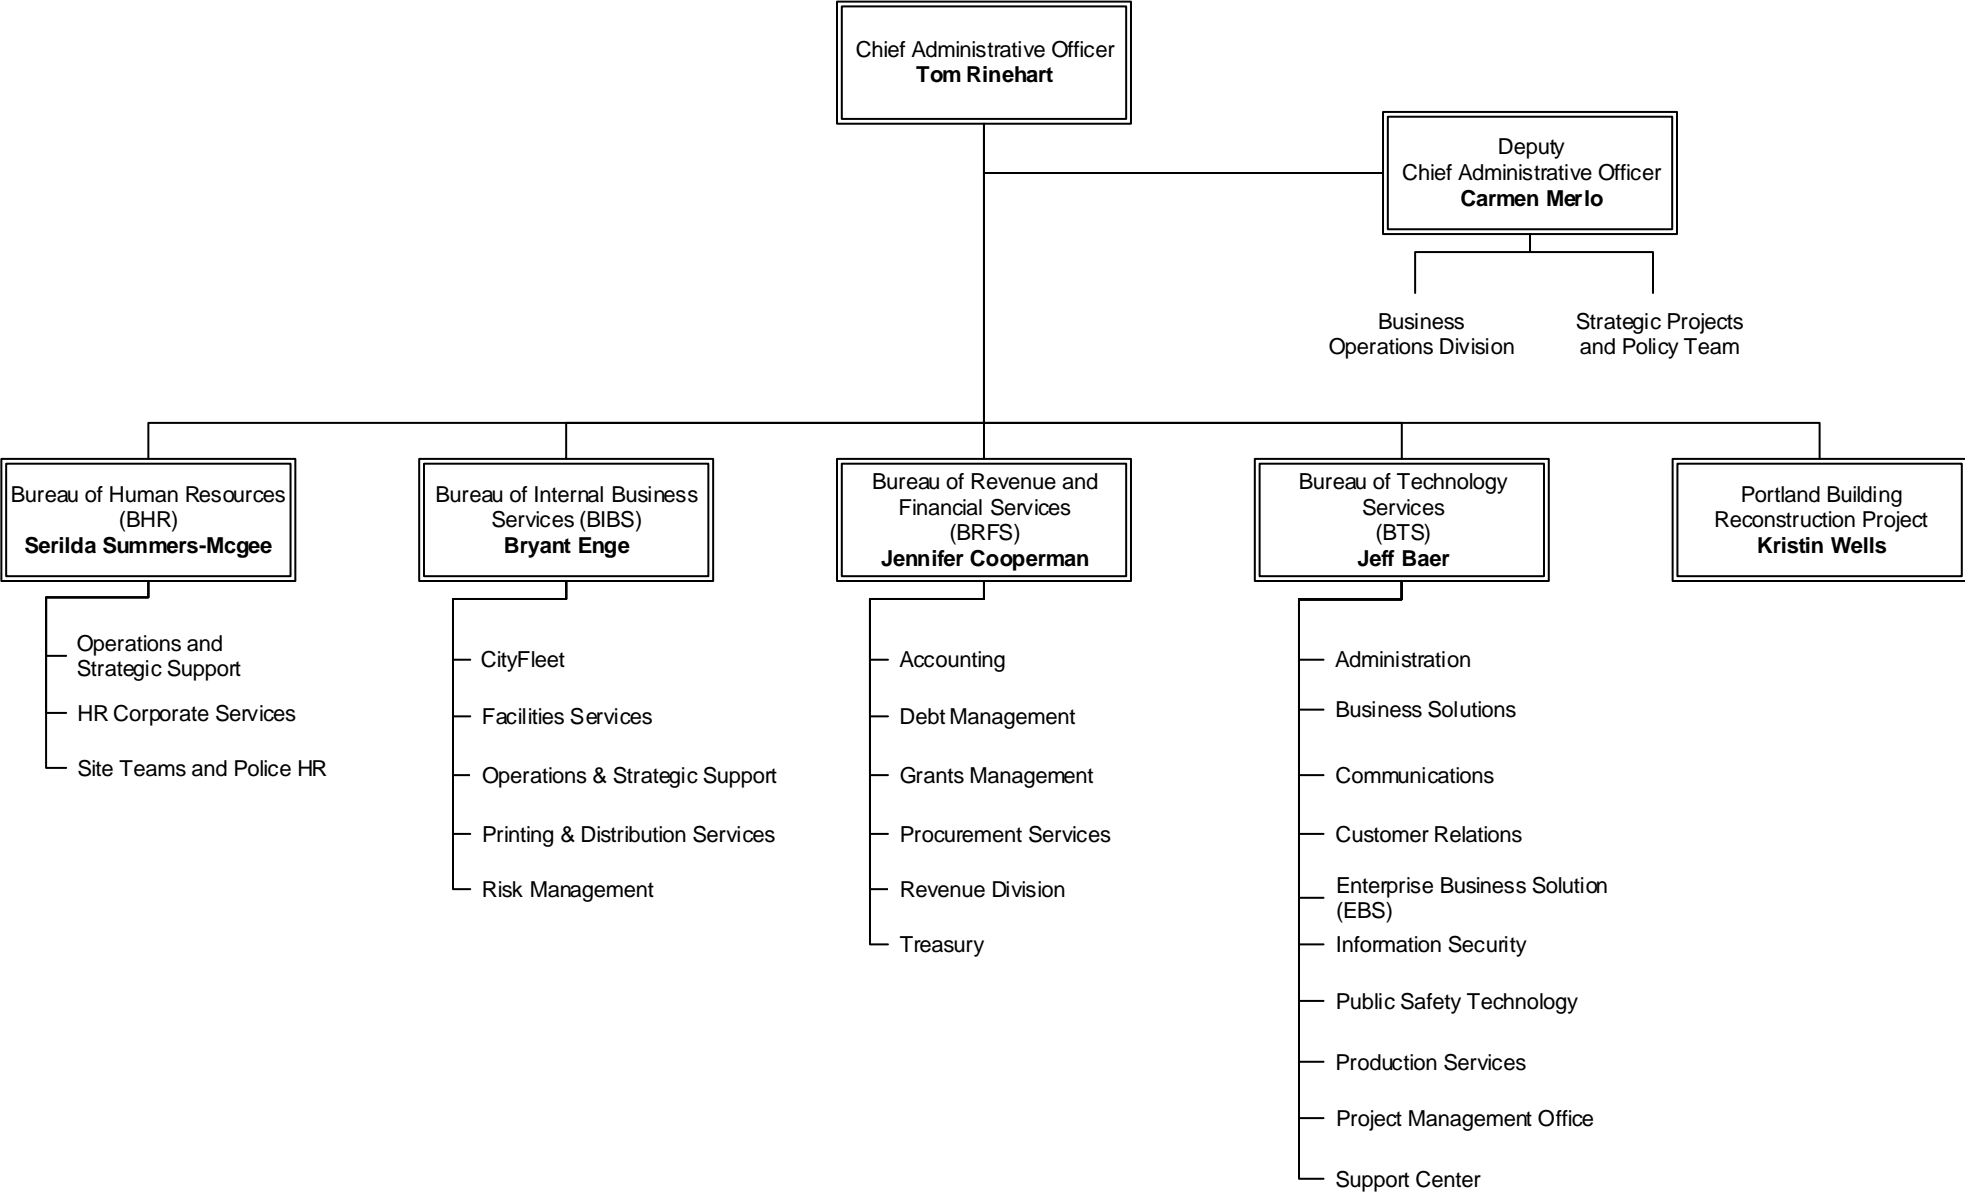 Chief Administrative Officer
Tom Rinehart
Deputy
Chief Administrative Officer
Carmen Merlo
Business
Operations Division
Strategic Projects
and Policy Team
Bureau of Human Resources
(BHR)
Serilda Summers-Mcgee
Operations and
Strategic Support
HR Corporate Services
Site Teams and Police HR
Bureau of Internal Business
Services (BIBS)
Bryant Enge
CityFleet
Facilities Services
Operations & Strategic Support
Printing & Distribution Services
Risk Management
Bureau of Revenue and
Financial Services
(BRFS)
Jennifer Cooperman
Accounting
Debt Management
Grants Management
Procurement Services
Revenue Division
Treasury
Bureau of Technology
Services
(BTS)
Jeff Baer
Administration
Business Solutions
Communications
Customer Relations
Enterprise Business Solution
(EBS)
Information Security
Public Safety Technology
Production Services
Project Management Office
Support Center
Portland Building
Reconstruction Project
Kristin Wells